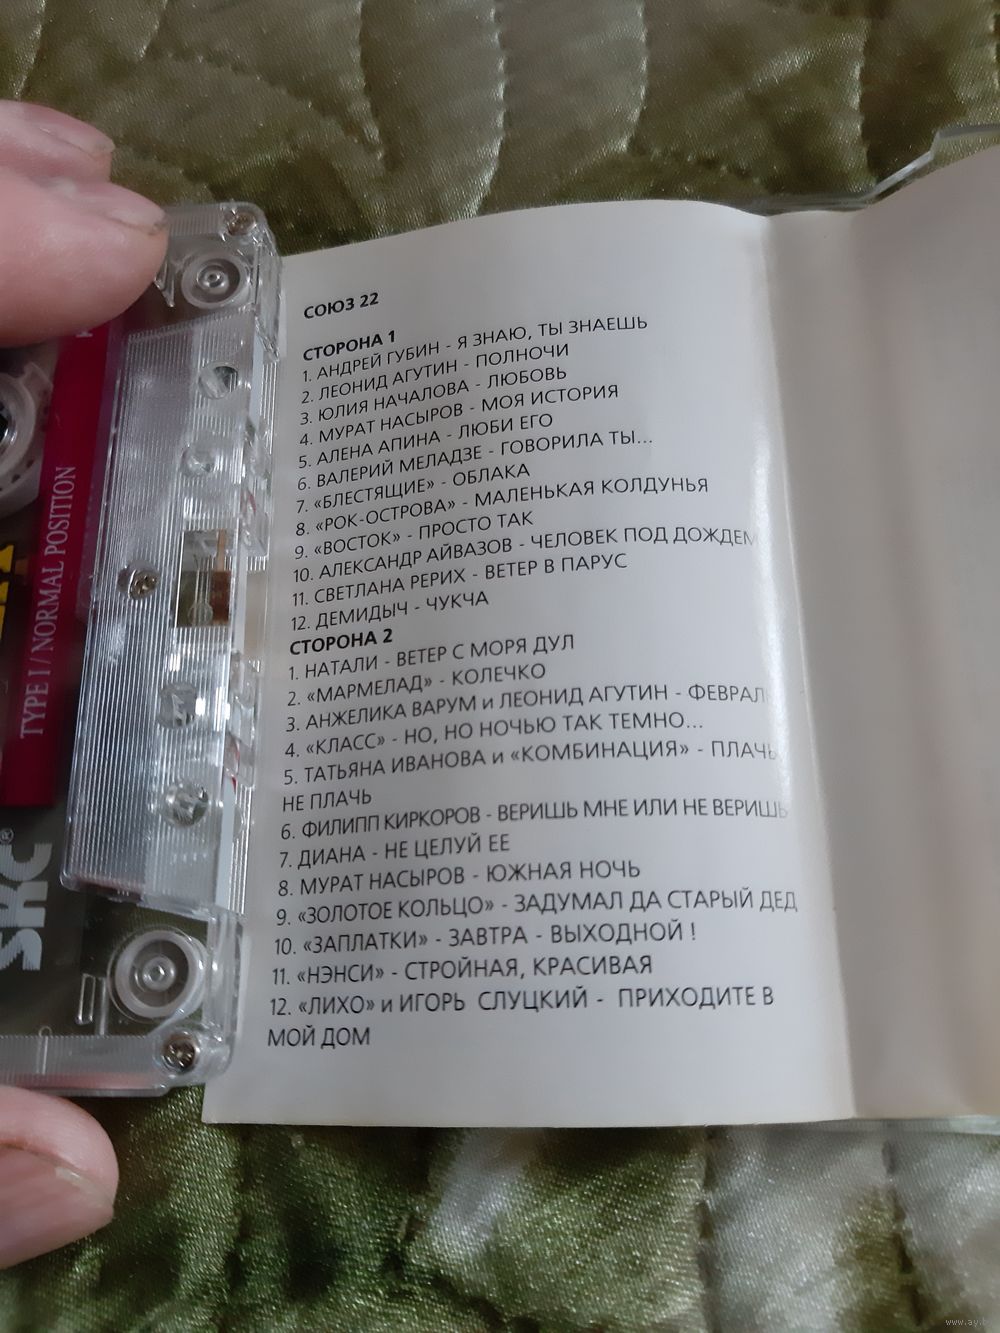 СОЮЗ 22
СТОРОНА 1
1. АНДРЕЙ ГУБИН - Я ЗНАЮ, ТЫ ЗНАЕШЬ
2. ЛЕОНИД АГУТИН - ПОЛНОЧИ
3. ЮЛИЯ НАЧАЛОВА - ЛЮБОВЬ
4. МУРАТ НАСЫРОВ - МОЯ ИСТОРИЯ
5. АЛЕНА АПИНА - ЛЮБИ ЕГО
6. ВАЛЕРИЙ МЕЛАДЗЕ - ГОВОРИЛА ТЫ...
7. «БЛЕСТЯЩИЕ» - ОБЛАКА
8. «РОК-ОСТРОВА» - МАЛЕНЬКАЯ КОЛДУНЬЯ
9. «ВОСТОК» - ПРОСТО ТАК
10. АЛЕКСАНДР АЙВАЗОВ - ЧЕЛОВЕК ПОД ДОЖДЕМ
11. СВЕТЛАНА РЕРИХ - ВЕТЕР В ПАРУС
12. ДЕМИДЫЧ - ЧУКЧА
СТОРОНА 2
1. НАТАЛИ - ВЕТЕР С МОРЯ ДУЛ
2. «МАРМЕЛАД» - КОЛЕЧКО
3. АНЖЕЛИКА ВАРУМ и ЛЕОНИД АГУТИН - ФЕВРАЛЬ
4. «КЛАСС» - НО, НО НОЧЬЮ ТАК ТЕМНО...
5. ТАТЬЯНА ИВАНОВА и «КОМБИНАЦИЯ» - ПЛАЧЬ
НЕ ПЛАЧЬ
6. ФИЛИПП КИРКОРОВ - ВЕРИШЬ МНЕ ИЛИ НЕ ВЕРИШЬ
7. ДИАНА - НЕ ЦЕЛУЙ ЕЕ
8. МУРАТ НАСЫРОВ - ЮЖНАЯ НОЧЬ
9. «ЗОЛОТОЕ КОЛЬЦО» - ЗАДУМАЛ ДА СТАРЫЙ ДЕД
10. «ЗАПЛАТКИ» - ЗАВТРА - ВЫХОДНОЙ !
11. «НЭНСИ» - СТРОЙНАЯ, КРАСИВАЯ
12. «ЛИХО» и ИГОРЬ СЛУЦКИЙ - ПРИХОДИТЕ В
МОЙ ДОМ
TYPE I / NORMAL POSITION
SKC®